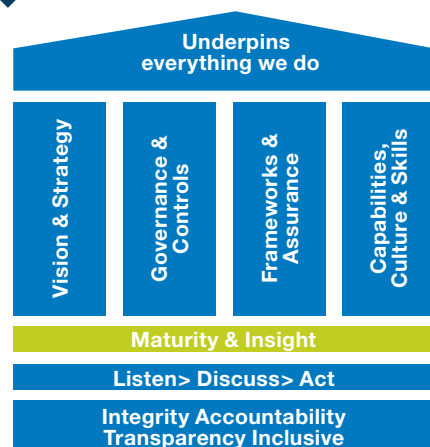 Underpins
everything we do
Vision & Strategy
Governance &
Controls
Frameworks &
Assurance
Capabilities,
Culture & Skills
Maturity & Insight
Listen> Discuss> Act
Integrity Accountability
Transparency Inclusive